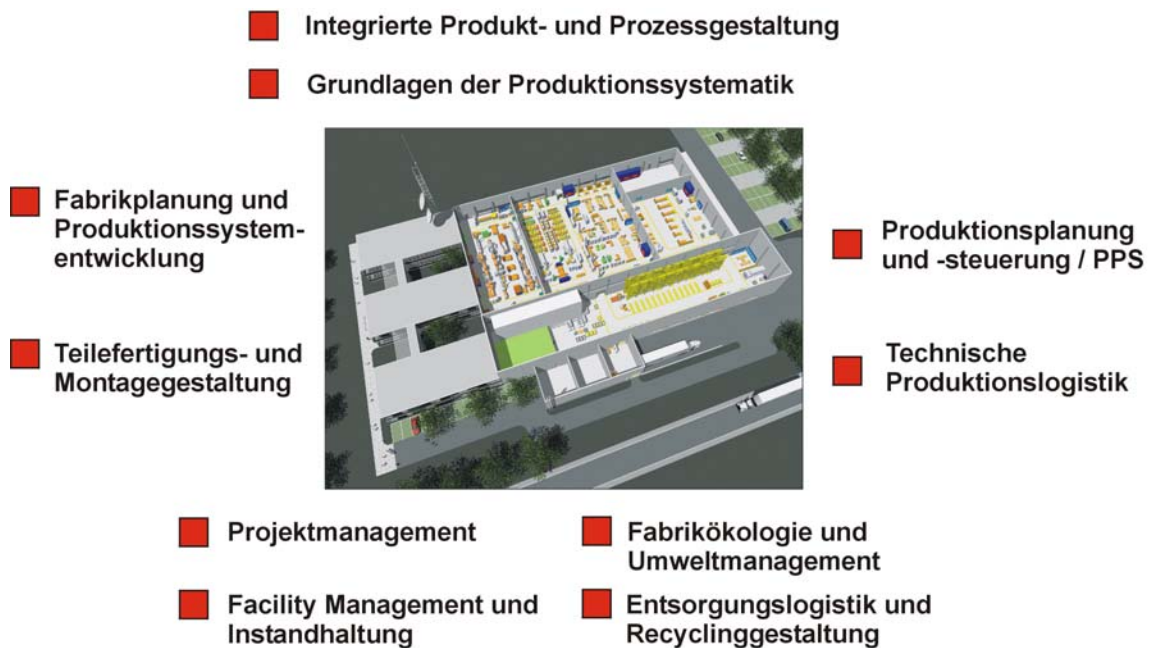 Integrierte Produkt- und Prozessgestaltung
Grundlagen der Produktionssystematik
Fabrikplanung und
Produktionssystem-
entwicklung
Produktionsplanung
und -steuerung / PPS
Teilefertigungs- und
Montagegestaltung
Technische
Produktionslogistik
Projektmanagement
Fabrikökologie und
Umweltmanagement
Facility Management und
Instandhaltung
Entsorgungslogistik und
Recyclinggestaltung